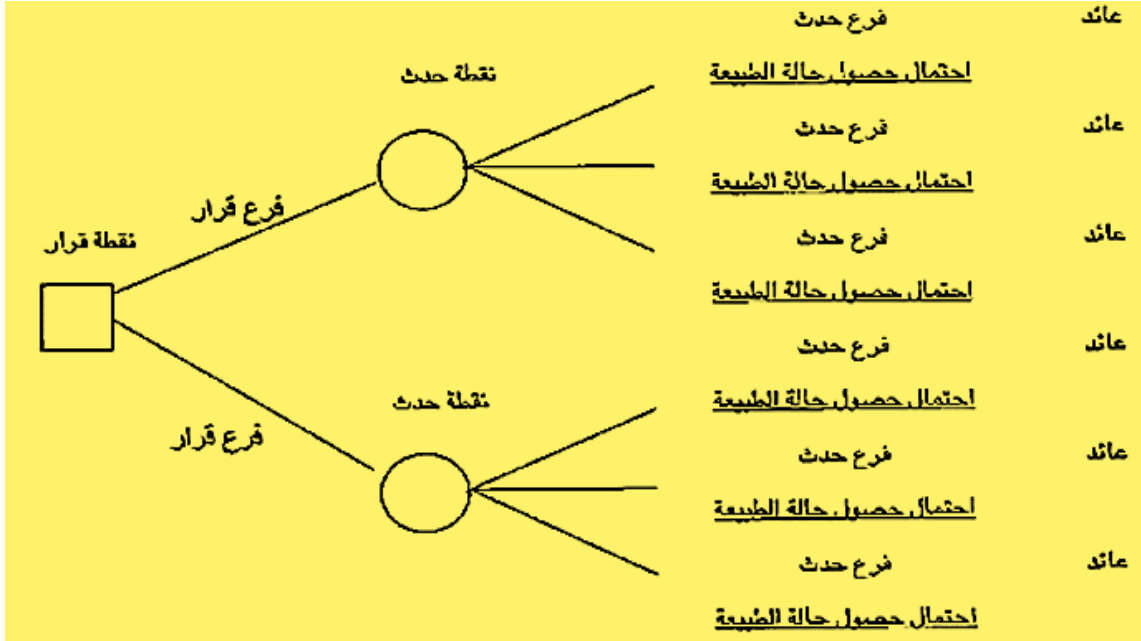 فرع حدث
عائد
نقطة حدث
احتمال حصول حالة الطبيعة
فرع حدث
عائد
احتمال حصول حالة الطبيعة
فرع قرار
نقطة قرار
فرع حدث
عائد
احتمال حصول حالة الطبيعة
فرع حدث
عائد
نقطة حدث
احتمال حصول حالة الطبيعة
فرع قرار
فرع حدث
عائد
احتمال حصول حالة الطبيعة
فرع حدث
عائد
احتمال حصول حالة الطبيعة